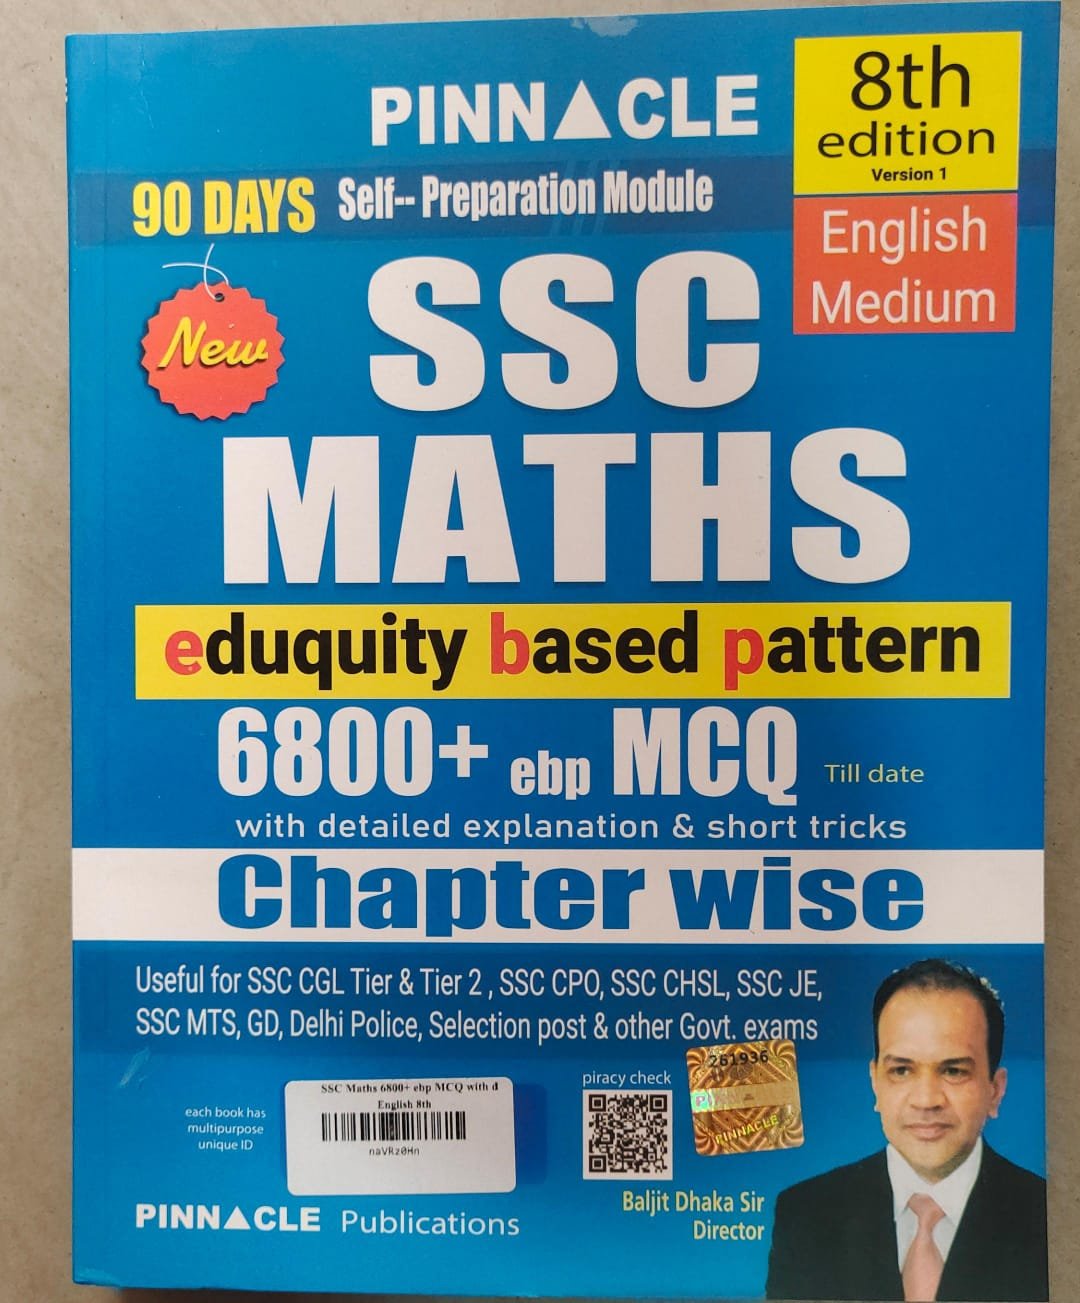 PINNACLE
8th
edition
Version 1
90 DAYS Self-- Preparation Module
English
Medium
New
SSC
MATHS
eduquity based pattern
6800+ ebp MCQ Till date
with detailed explanation & short tricks
Chapter wise
Useful for SSC CGL Tier & Tier 2 , SSC CPO, SSC CHSL, SSC JE,
SSC MTS, GD, Delhi Police, Selection post & other Govt. exams
each book has
multipurpose
unique ID
SSC Maths 6800+ ebp MCQ with d
English 8th
naVRz0Hn
piracy check
261936
PINNACLE
Baljit Dhaka Sir
Director
PINNACLE Publications